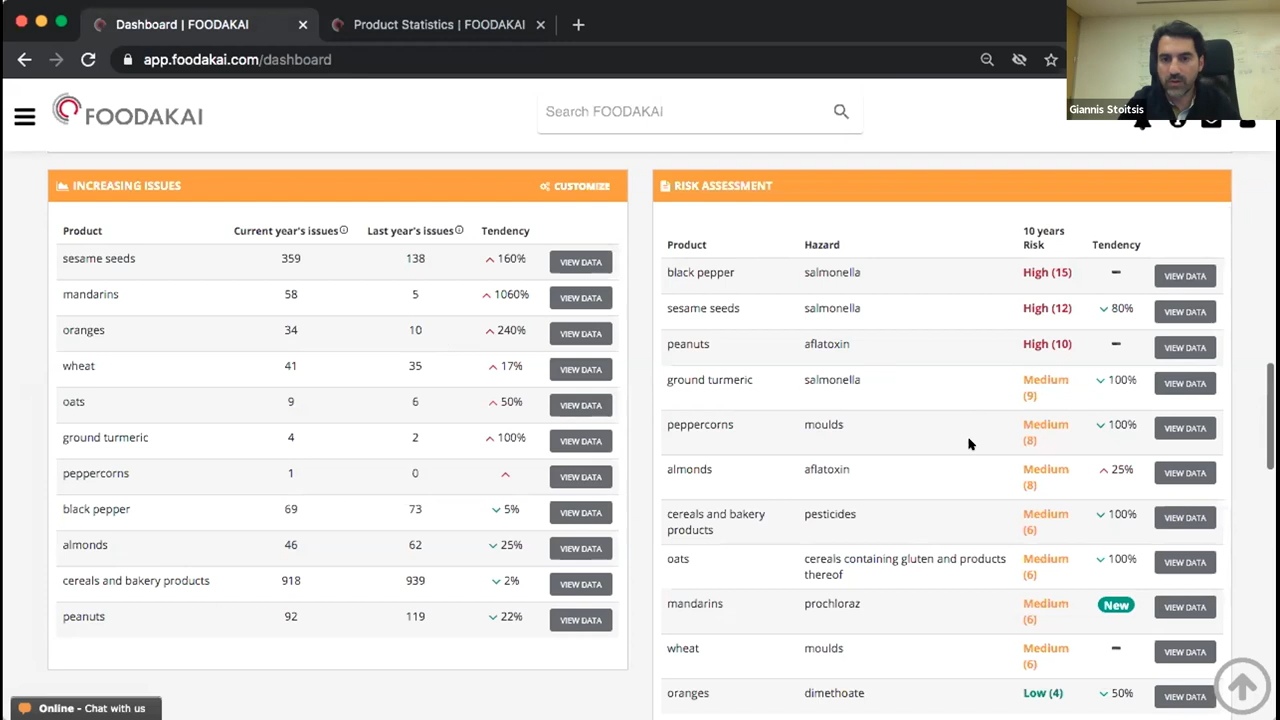 Dashboard | FOODAKAI
Product Statistics | FOODAKAI
app.foodakai.com/dashboard
Giannis Stoitsis
FOODAKAI
Search FOODAKAI
INCREASING ISSUES CUSTOMIZE
Product Current year's issues Last year's issues Tendency
sesame seeds 359 138 160% VIEW DATA
mandarins 58 5 1060% VIEW DATA
oranges 34 10 240% VIEW DATA
wheat 41 35 17% VIEW DATA
oats 9 6 50% VIEW DATA
ground turmeric 4 2 100% VIEW DATA
peppercorns 1 0 VIEW DATA
black pepper 69 73 5% VIEW DATA
almonds 46 62 25% VIEW DATA
cereals and bakery products 918 939 2% VIEW DATA
peanuts 92 119 22% VIEW DATA
RISK ASSESSMENT
10 years
Product Hazard Risk Tendency
black pepper salmonella High (15) VIEW DATA
sesame seeds salmonella High (12) 80% VIEW DATA
peanuts aflatoxin High (10) VIEW DATA
ground turmeric salmonella Medium 100% VIEW DATA
(9)
peppercorns moulds Medium 100% VIEW DATA
(8)
almonds aflatoxin Medium 25% VIEW DATA
(8)
cereals and bakery pesticides Medium 100% VIEW DATA
products (6)
oats cereals containing gluten and products Medium 100% VIEW DATA
thereof (6)
mandarins prochloraz Medium New VIEW DATA
(6)
wheat moulds Medium VIEW DATA
(6)
oranges dimethoate Low (4) 50% VIEW DATA
Online - Chat with us